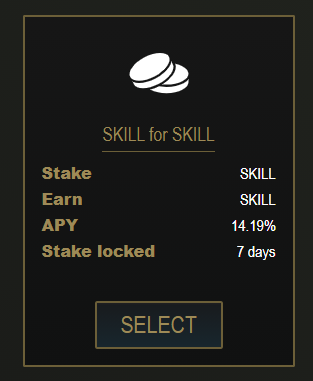 SKILL for SKILL
Stake SKILL
Earn SKILL
APY 14.19%
Stake locked 7 days
SELECT